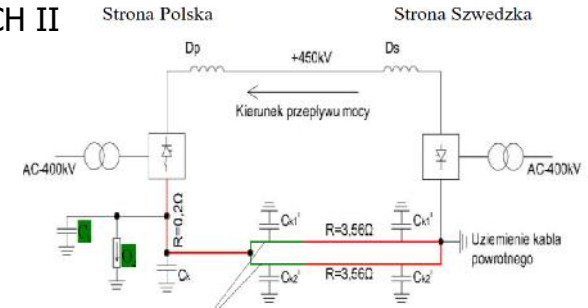 CH II
Strona Polska
Strona Szwedzka
Dp
+450kV
Ds
Kierunek przepływu mocy
AC-400kV
AC-400kV
R=0,2Ω
Ck1'
R=3,56Ω
Ck1'
Uziemienie kabla
powrotnego
Ck
Ck2'
R=3,56Ω
Ck2'